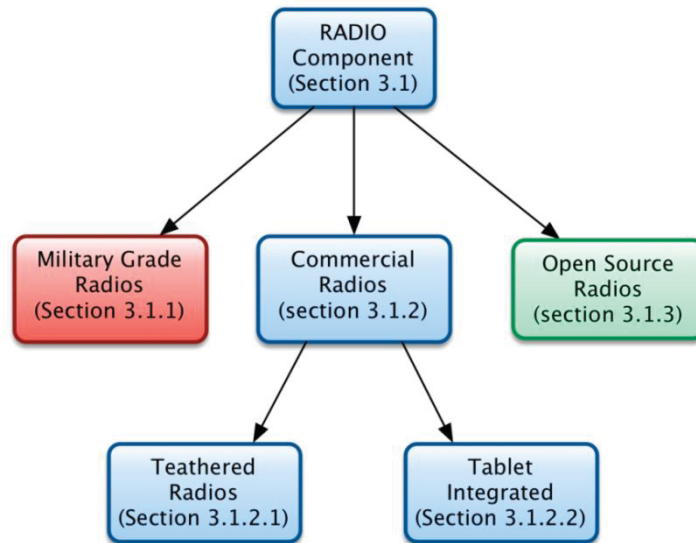 RADIO
Component
(Section 3.1)
Military Grade
Radios
(Section 3.1.1)
Commercial
Radios
(section 3.1.2)
Open Source
Radios
(section 3.1.3)
Teathered
Radios
(Section 3.1.2.1)
Tablet
Integrated
(Section 3.1.2.2)